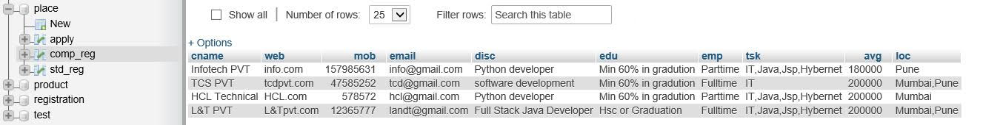 place
New
apply
comp_reg
std_reg
product
registration
test
Show all Number of rows: 25 Filter rows: Search this table
+ Options
cname web mob email disc edu emp tsk avg loc
Infotech PVT info.com 157985631 info@gmail.com Python developer Min 60% in gradution Parttime IT,Java,Jsp,Hybernet 180000 Pune
TCS PVT tcdpvt.com 47585252 tcd@gmail.com software development Min 60% in gradution Fulltime IT 200000 Mumbai,Pune
HCL Technical HCL.com 578572 hcl@gmail.com Python developer Min 60% in gradution Parttime IT,Java,Jsp,Hybernet 200000 Mumbai
L&T PVT L&Tpvt.com 12365777 landt@gmail.com Full Stack Java Developer Hsc or Graduation Fulltime IT,Java,Jsp,Hybernet 200000 Mumbai,Pune